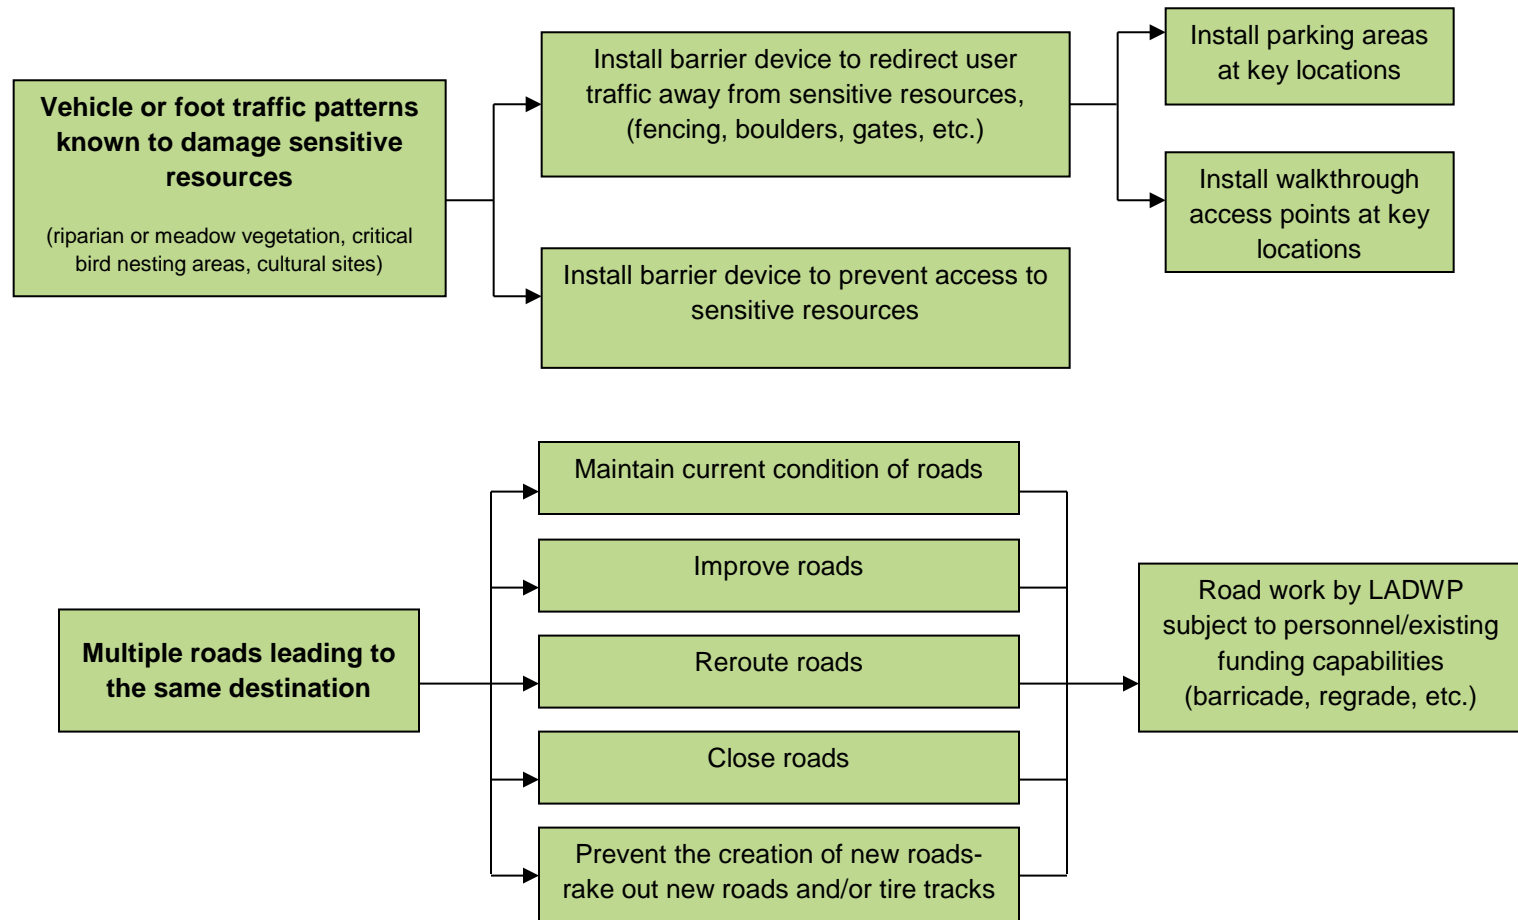 Vehicle or foot traffic patterns
known to damage sensitive
resources
(riparian or meadow vegetation, critical
bird nesting areas, cultural sites)
Install barrier device to redirect user
traffic away from sensitive resources,
(fencing, boulders, gates, etc.)
Install parking areas
at key locations
Install walkthrough
access points at key
locations
Install barrier device to prevent access to
sensitive resources
Multiple roads leading to
the same destination
Maintain current condition of roads
Improve roads
Reroute roads
Close roads
Prevent the creation of new roads-
rake out new roads and/or tire tracks
Road work by LADWP
subject to personnel/existing
funding capabilities
(barricade, regrade, etc.)